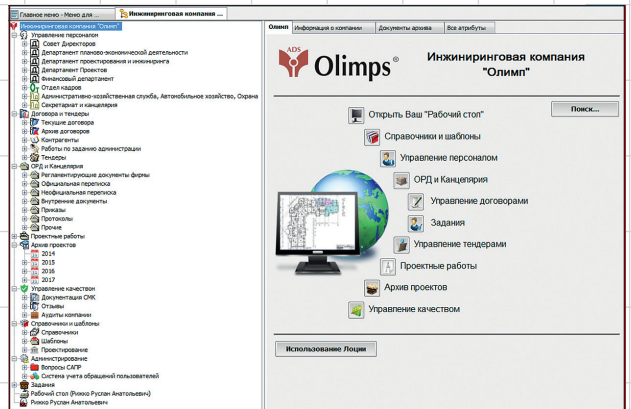 Главное меню - Меню для ...
Инжиниринговая компания ...
Инжиниринговая компания "Олимп"
Управление персоналом
Совет Директоров
Департамент планово-экономической деятельности
Департамент проектирования и инжиниринга
Департамент Проектов
Финансовый департамент
Отдел кадров
Административно-хозяйственная служба, Автомобильное хозяйство, Охрана
Секретариат и канцелярия
Договора и тендеры
Текущие договора
Архив договоров
Контрагенты
Работы по заданию администрации
Тендеры
ОРД и Канцелярия
Регламентирующие документы фирмы
Официальная переписка
Неофициальная переписка
Внутренние документы
Приказы
Протоколы
Прочие
Проектные работы
Архив проектов
2014
2015
2016
2017
Управление качеством
Документация СМК
Отзывы
Аудиты компании
Справочники и шаблоны
Справочники
Шаблоны
Проектирование
Администрирование
Вопросы САПР
Система учета обращений пользователей
Задания
Рабочий стол (Рижко Руслан Анатольевич)
Рижко Руслан Анатольевич
Олимп
Информация о компании
Документы архива
Все атрибуты
ADS
Olimps®
Инжиниринговая компания
"Олимп"
Поиск...
Открыть Ваш "Рабочий стол"
Справочники и шаблоны
Управление персоналом
ОРД и Канцелярия
Управление договорами
Задания
Управление тендерами
Проектные работы
Архив проектов
Управление качеством
Использование Лоции